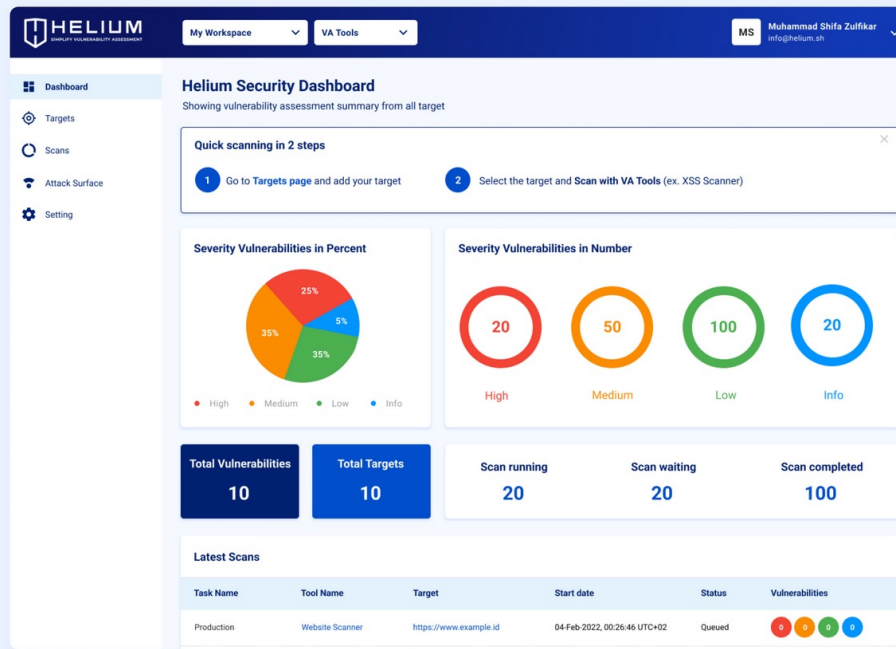 HELIUM
SIMPLIFY VULNERABILITY ASSESSMENT
My Workspace
VA Tools
MS
Muhammad Shifa Zulfikar
info@helium.sh
Dashboard
Targets
Scans
Attack Surface
Setting
Helium Security Dashboard
Showing vulnerability assessment summary from all target
Quick scanning in 2 steps
1 Go to Targets page and add your target
2 Select the target and Scan with VA Tools (ex. XSS Scanner)
Severity Vulnerabilities in Percent
25%
5%
35%
35%
High Medium Low Info
Severity Vulnerabilities in Number
20 50 100 20
High Medium Low Info
Total Vulnerabilities
10
Total Targets
10
Scan running
20
Scan waiting
20
Scan completed
100
Latest Scans
Task Name Tool Name Target Start date Status Vulnerabilities
Production Website Scanner https://www.example.id 04-Feb-2022, 00:26:46 UTC+02 Queued 0 0 0 0